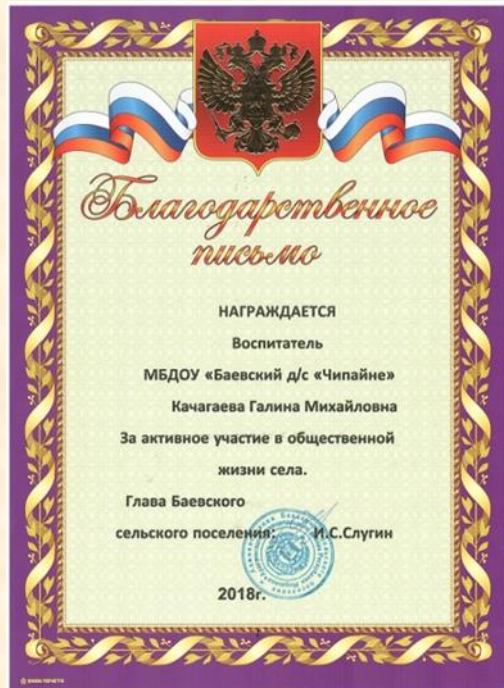 Благодарственное
письмо
НАГРАЖДАЕТСЯ
Воспитатель
МБДОУ «Баевский д/с «Чипайне»
Качагаева Галина Михайловна
За активное участие в общественной
жизни села.
Глава Баевского
сельского поселения: И.С.Слугин
2018г.